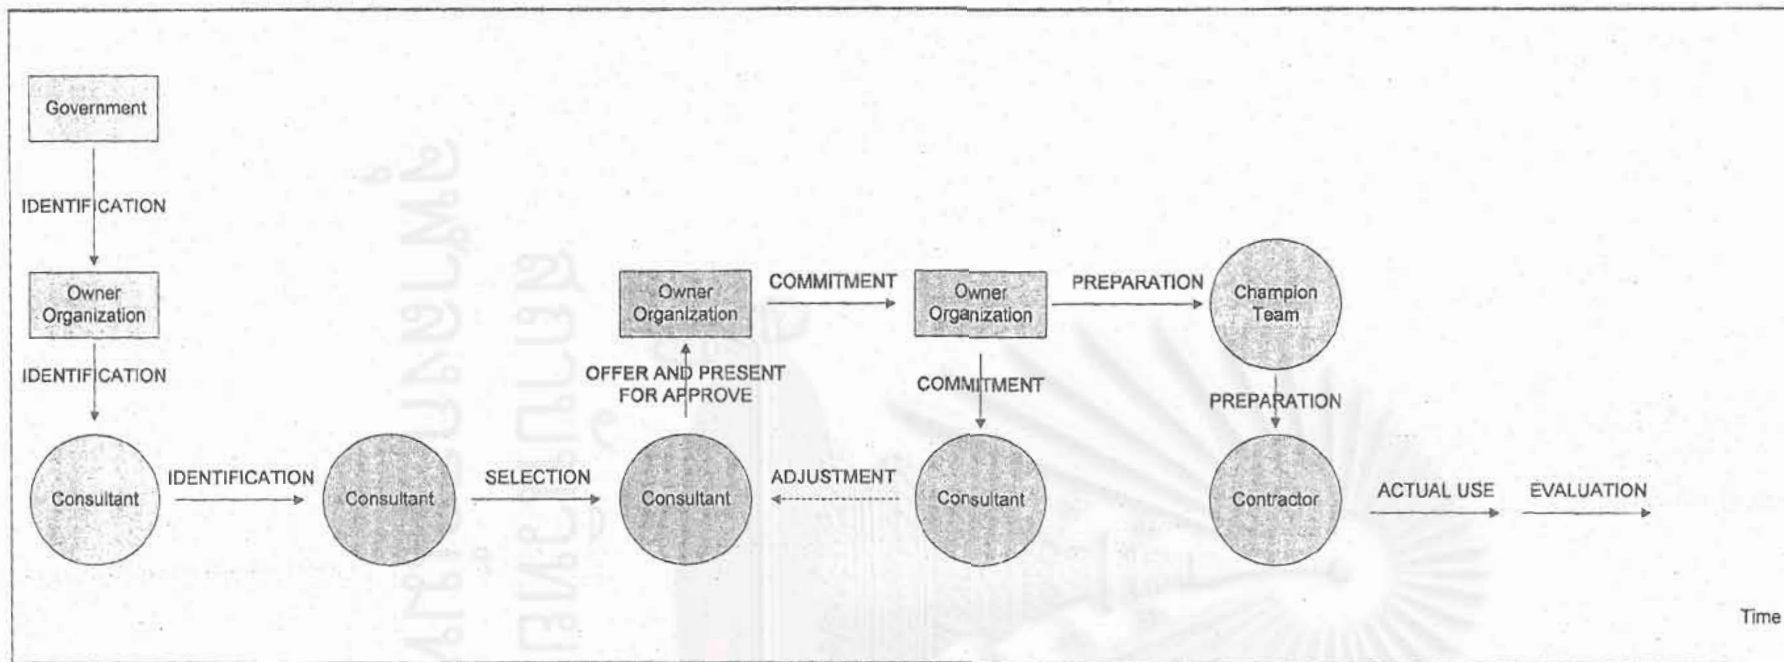 Government
IDENTIFICATION
Owner
Organization
IDENTIFICATION
Consultant
IDENTIFICATION
Consultant
SELECTION
Consultant
OFFER AND PRESENT
FOR APPROVE
Owner
Organization
COMMITMENT
Owner
Organization
COMMITMENT
Consultant
ADJUSTMENT
PREPARATION
Champion
Team
PREPARATION
Contractor
ACTUAL USE
EVALUATION
Time